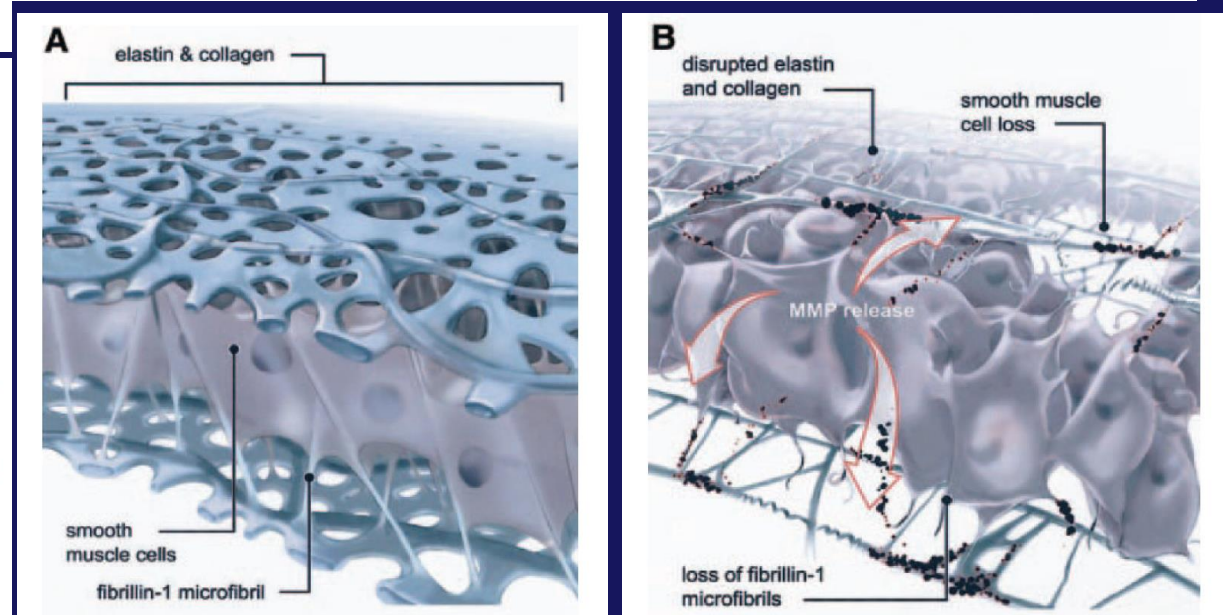 A
elastin & collagen
smooth
muscle cells
fibrillin-1 microfibril
B
disrupted elastin
and collagen
smooth muscle
cell loss
MMP release
loss of fibrillin-1
microfibrils